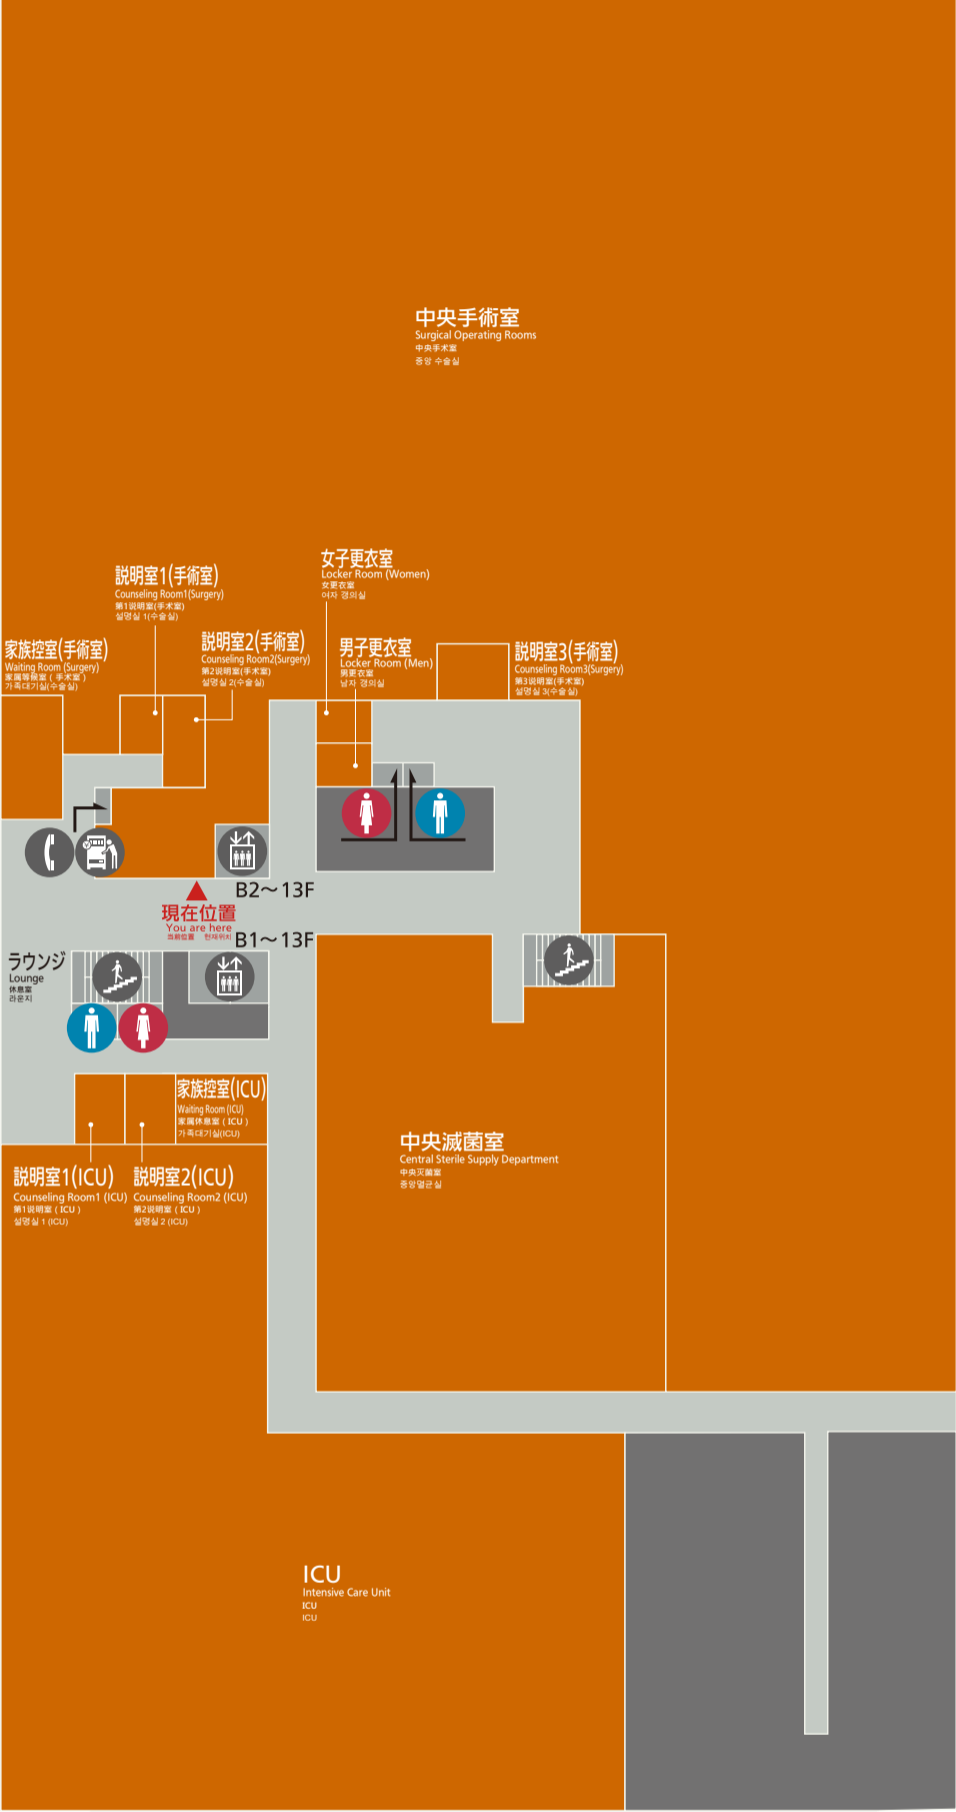 中央手術室
Surgical Operating Rooms
中央手术室
중앙 수술실
女子更衣室
Locker Room (Women)
女更衣室
여자 경의실
説明室1(手術室)
Counseling Room1(Surgery)
第1说明室(手术室)
설명실 1(수술실)
説明室2(手術室)
Counseling Room2(Surgery)
第2说明室(手术室)
설명실 2(수술실)
家族控室(手術室)
Waiting Room (Surgery)
家属等候室 ( 手术室 )
가족대기실(수술실)
男子更衣室
Locker Room (Men)
男更衣室
남자 경의실
説明室3(手術室)
Counseling Room3(Surgery)
第3说明室(手术室)
설명실 3(수술실)
B2～13F
現在位置
You are here
当前位置 현재위치
B1～13F
ラウンジ
Lounge
休息室
라운지
家族控室(ICU)
Waiting Room (ICU)
家属休息室 ( ICU )
가족대기실(ICU)
説明室1(ICU)
Counseling Room1 (ICU)
第1说明室 ( ICU )
설명실 1 (ICU)
説明室2(ICU)
Counseling Room2 (ICU)
第2说明室 ( ICU )
설명실 2 (ICU)
中央滅菌室
Central Sterile Supply Department
中央灭菌室
중앙멸균실
ICU
Intensive Care Unit
ICU
ICU